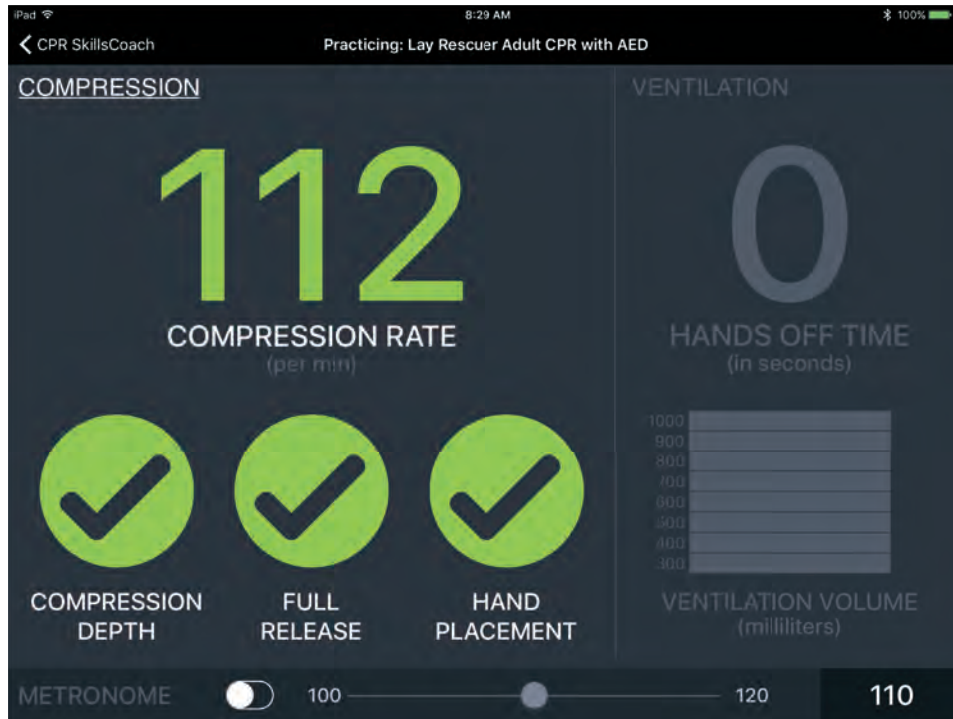 iPad
8:29 AM
100%
CPR SkillsCoach
Practicing: Lay Rescuer Adult CPR with AED
COMPRESSION
112
COMPRESSION RATE
(per min)
COMPRESSION
DEPTH
FULL
RELEASE
HAND
PLACEMENT
VENTILATION
0
HANDS OFF TIME
(in seconds)
1000
900
800
700
600
500
400
300
VENTILATION VOLUME
(milliliters)
METRONOME
100
120
110